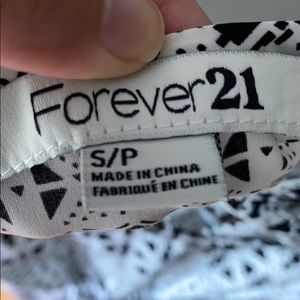 Forever21
S/P
MADE IN CHINA
FABRIQUÉ EN CHINE